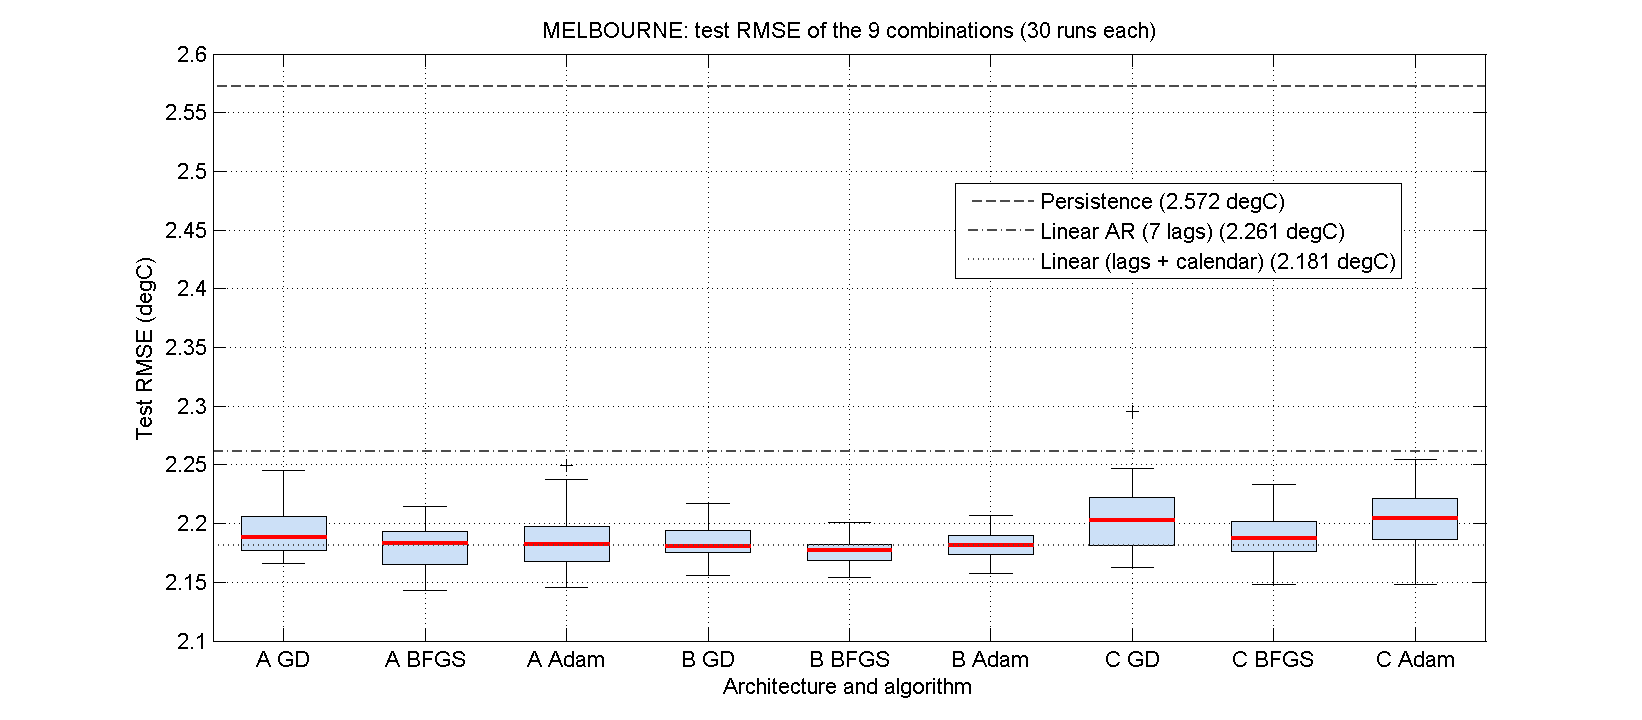 MELBOURNE: test RMSE of the 9 combinations (30 runs each)
2.6
2.55
2.5
2.45
2.4
2.35
2.3
2.25
2.2
2.15
2.1
Test RMSE (degC)
Persistence (2.572 degC)
Linear AR (7 lags) (2.261 degC)
Linear (lags + calendar) (2.181 degC)
A GD A BFGS A Adam B GD B BFGS B Adam C GD C BFGS C Adam
Architecture and algorithm